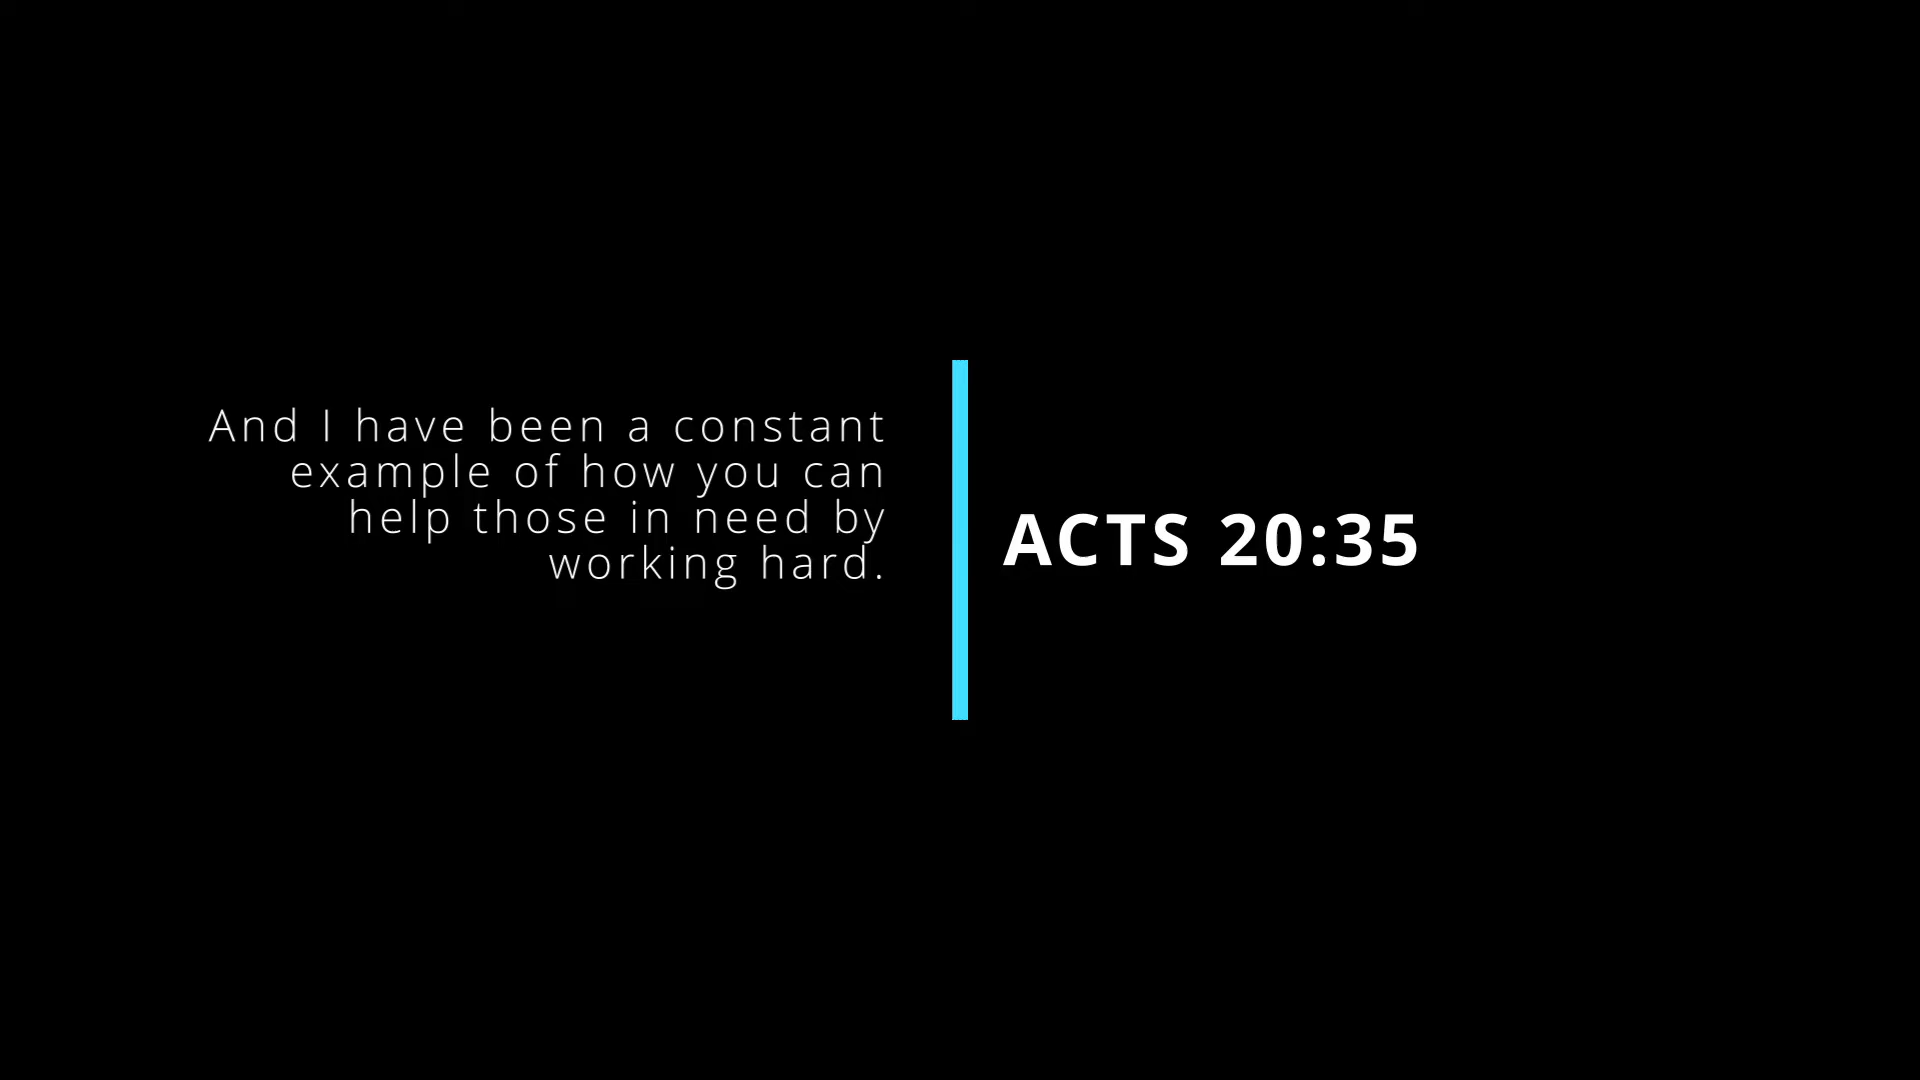 And I have been a constant
example of how you can
help those in need by
working hard.
ACTS 20:35